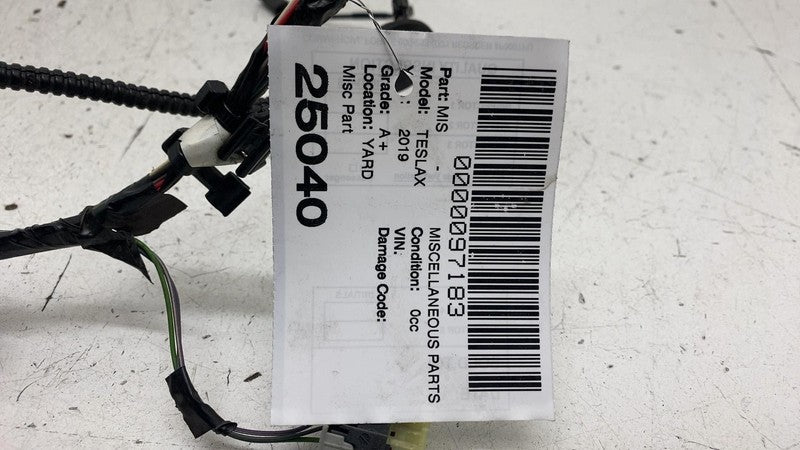 0000097183
Part: MIS - MISCELLANEOUS PARTS
Model: TESLAX Condition: 0cc
2019 VIN:
Grade: A+ Damage Code:
Location: YARD
Misc Part
25040